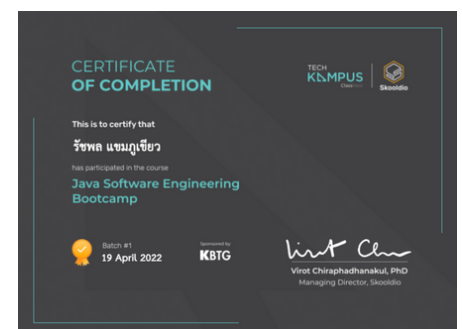 CERTIFICATE
OF COMPLETION
TECH
KAMPUS
Skooldio
This is to certify that
รัชพล แขมภูเขียว
has participated in the course
Java Software Engineering
Bootcamp
Batch #1
19 April 2022
Sponsored by
KBTG
Virot Chiraphadhanakul, PhD
Managing Director, Skooldio